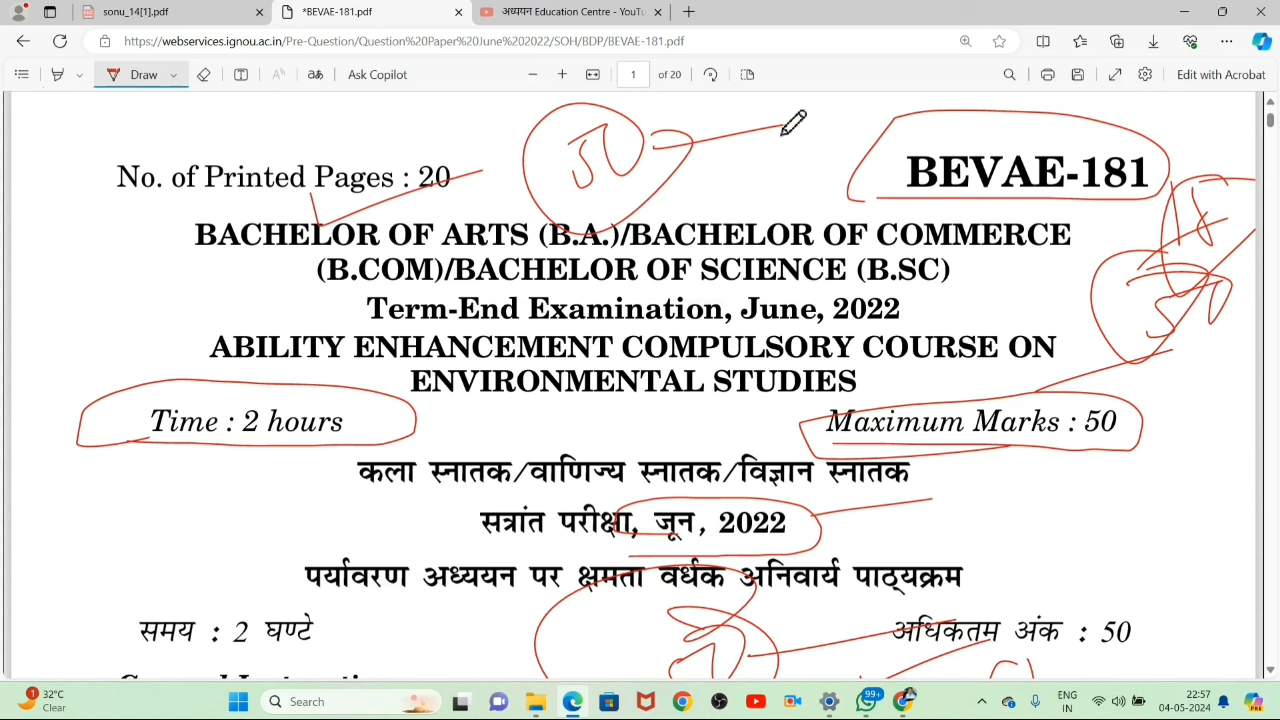 sonu_14[1].pdf
*BEVAE-181.pdf
अध्ययन Education Centre - YouTu
https://webservices.ignou.ac.in/Pre-Question/Question%20Paper%20June%202022/SOH/BDP/BEVAE-181.pdf
Draw
Ask Copilot
1 of 20
Edit with Acrobat
50
No. of Printed Pages : 20
BEVAE-181
BACHELOR OF ARTS (B.A.)/BACHELOR OF COMMERCE
(B.COM)/BACHELOR OF SCIENCE (B.SC)
Term-End Examination, June, 2022
50
ABILITY ENHANCEMENT COMPULSORY COURSE ON
ENVIRONMENTAL STUDIES
Time : 2 hours
Maximum Marks : 50
कला स्नातक/वाणिज्य स्नातक/विज्ञान स्नातक
सत्रांत परीक्षा, जून, 2022
पर्यावरण अध्ययन पर क्षमता वर्धक अनिवार्य पाठ्यक्रम
समय : 2 घण्टे
अधिकतम अंक : 50
1
32°C
Clear
Search
99+
ENG
IN
22:57
04-05-2024